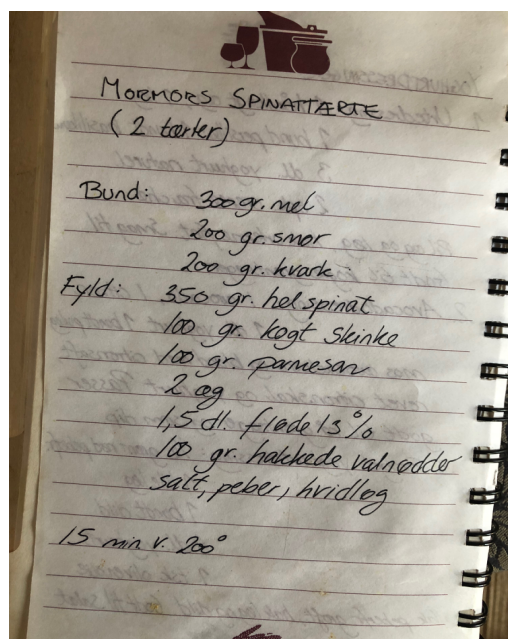 MORMORS SPINATTÆRTE
(2 tærter)
Bund: 300 gr. mel
200 gr. smør
200 gr. kvark
Fyld: 350 gr. hel spinat
100 gr. kogt skinke
100 gr. parmesan
2 æg
1,5 dl. fløde 13%
100 gr. hakkede valnødder
salt, peber, hvidløg
15 min v. 200°